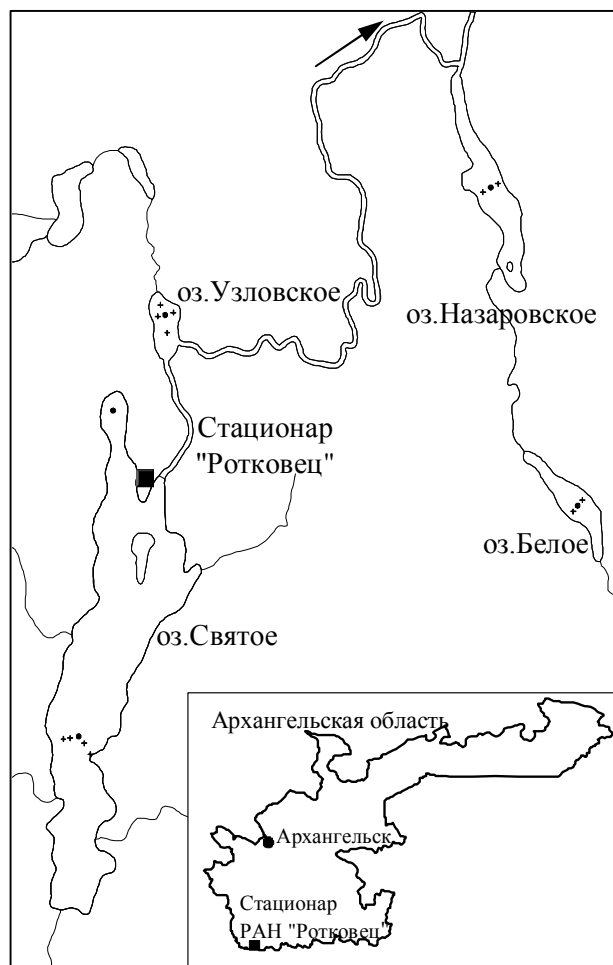 оз.Узловское
оз.Назаровское
Стационар
"Ротковец"
оз.Белое
оз.Святое
Архангельская область
Архангельск
Стационар
РАН "Ротковец"